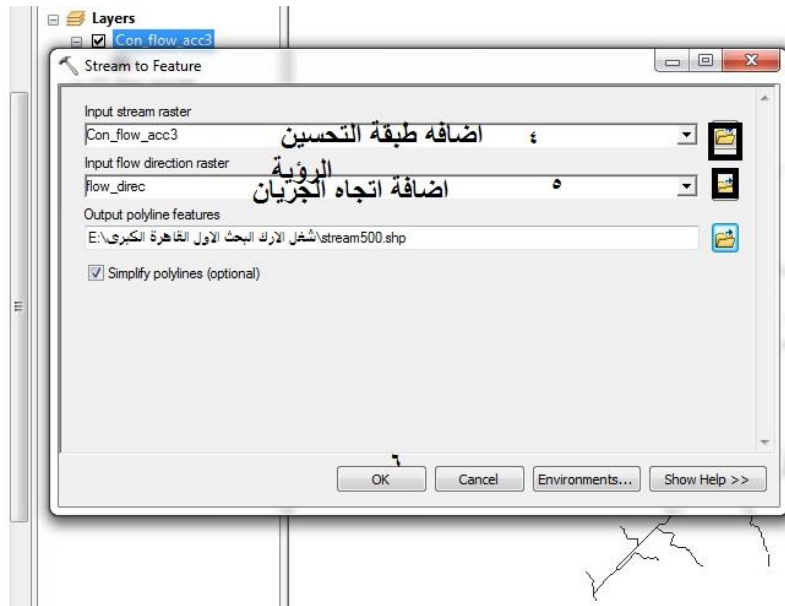 Layers
Con_flow_acc3
Stream to Feature
Input stream raster
Con_flow_acc3 اضافه طبقة التحسين ٤
Input flow direction raster
الرؤية
flow_direc اضافة اتجاه الجريان ٥
Output polyline features
E:\شغل الارك البحث الاول القاهرة الكبرى\stream500.shp
Simplify polylines (optional)
٦
OK Cancel Environments... Show Help >>